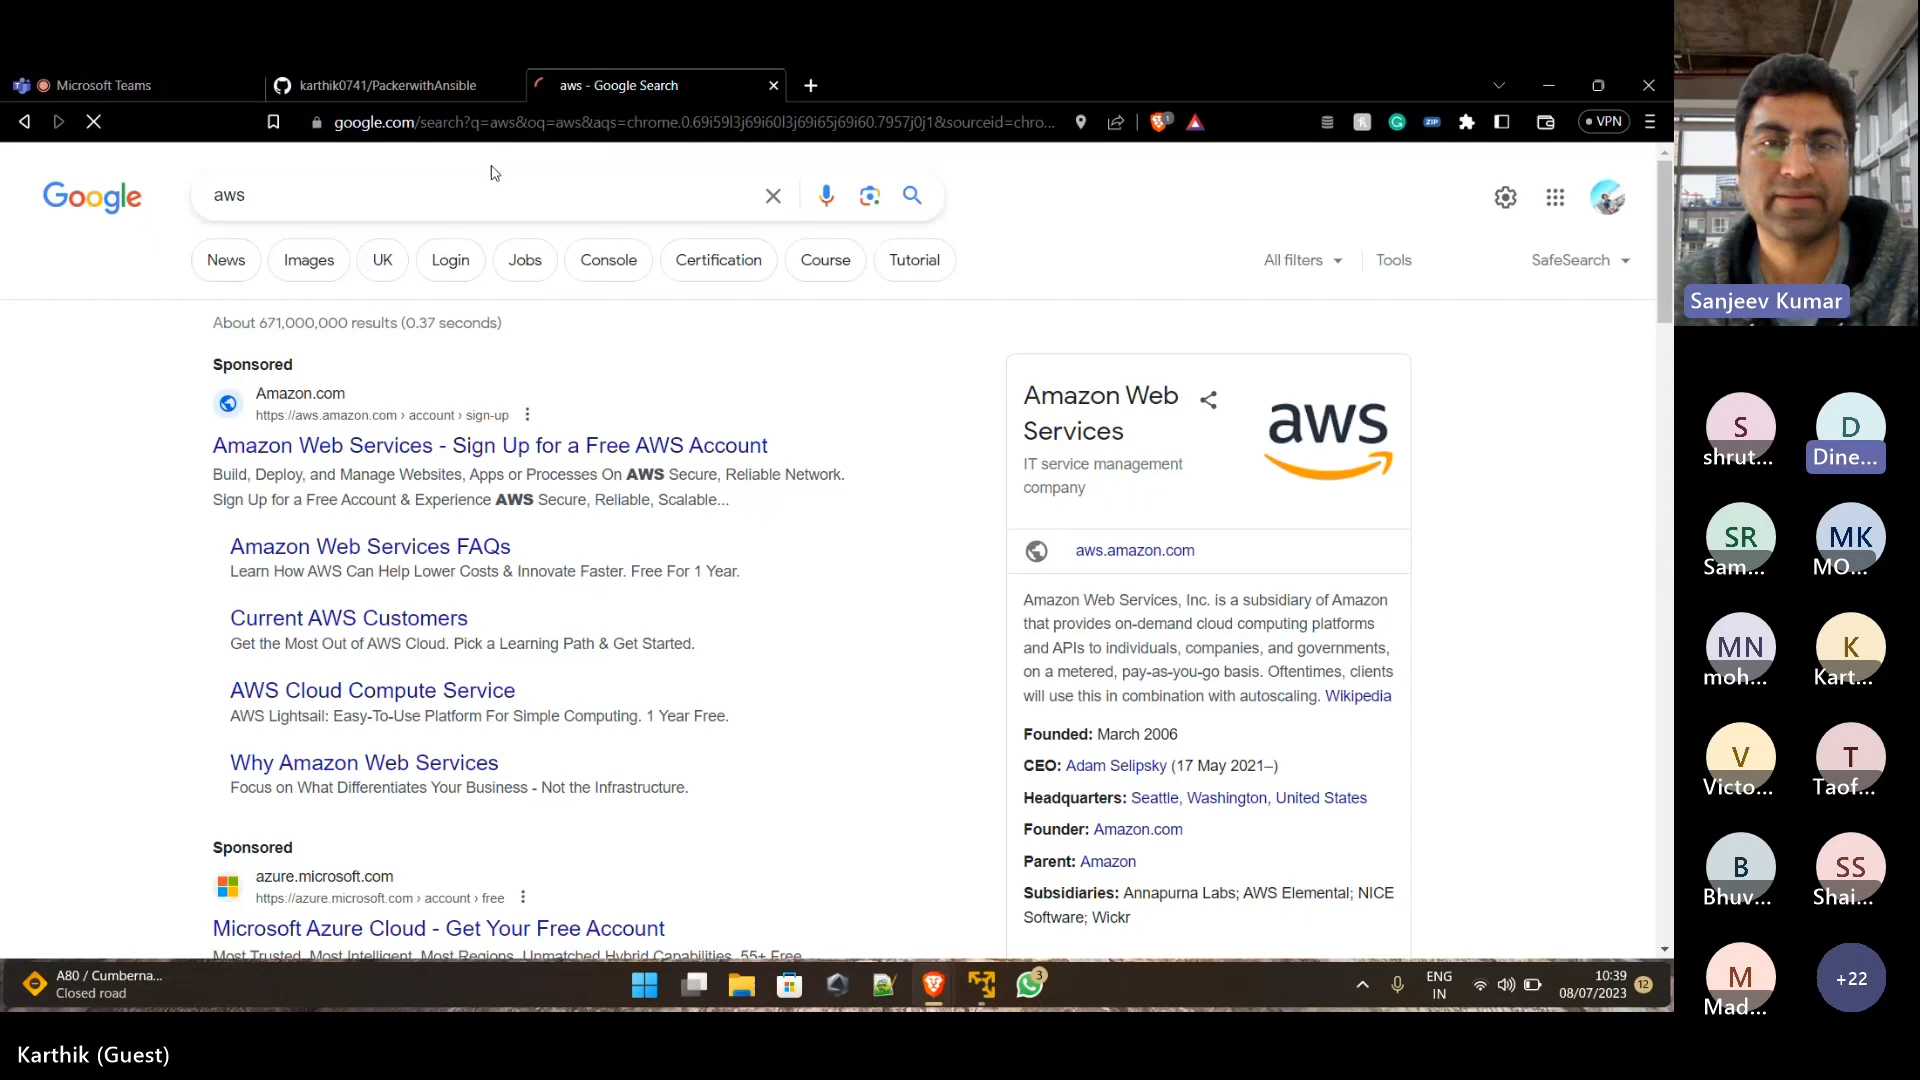 Microsoft Teams
karthik0741/PackerwithAnsible
aws - Google Search
google.com/search?q=aws&oq=aws&aqs=chrome.0.69i59l3j69i60l3j69i65j69i60.7957j0j1&sourceid=chro...
VPN
Google
aws
News
Images
UK
Login
Jobs
Console
Certification
Course
Tutorial
All filters
Tools
SafeSearch
About 671,000,000 results (0.37 seconds)
Sponsored
Amazon.com
https://aws.amazon.com › account › sign-up
Amazon Web Services - Sign Up for a Free AWS Account
Build, Deploy, and Manage Websites, Apps or Processes On AWS Secure, Reliable Network.
Sign Up for a Free Account & Experience AWS Secure, Reliable, Scalable...
Amazon Web Services FAQs
Learn How AWS Can Help Lower Costs & Innovate Faster. Free For 1 Year.
Current AWS Customers
Get the Most Out of AWS Cloud. Pick a Learning Path & Get Started.
AWS Cloud Compute Service
AWS Lightsail: Easy-To-Use Platform For Simple Computing. 1 Year Free.
Why Amazon Web Services
Focus on What Differentiates Your Business - Not the Infrastructure.
Sponsored
azure.microsoft.com
https://azure.microsoft.com › account › free
Microsoft Azure Cloud - Get Your Free Account
Most Trusted, Most Intelligent, Most Regions, Unmatched Hybrid Capabilities, 55+ Free
Amazon Web
Services
IT service management
company
aws
aws.amazon.com
Amazon Web Services, Inc. is a subsidiary of Amazon
that provides on-demand cloud computing platforms
and APIs to individuals, companies, and governments,
on a metered, pay-as-you-go basis. Oftentimes, clients
will use this in combination with autoscaling. Wikipedia
Founded: March 2006
CEO: Adam Selipsky (17 May 2021–)
Headquarters: Seattle, Washington, United States
Founder: Amazon.com
Parent: Amazon
Subsidiaries: Annapurna Labs; AWS Elemental; NICE
Software; Wickr
A80 / Cumberna...
Closed road
3
ENG
IN
10:39
08/07/2023
12
Karthik (Guest)
Sanjeev Kumar
S
shrut...
D
Dine...
SR
Sam...
MK
MO...
MN
moh...
K
Kart...
V
Victo...
T
Taof...
B
Bhuv...
SS
Shai...
M
Mad...
+22